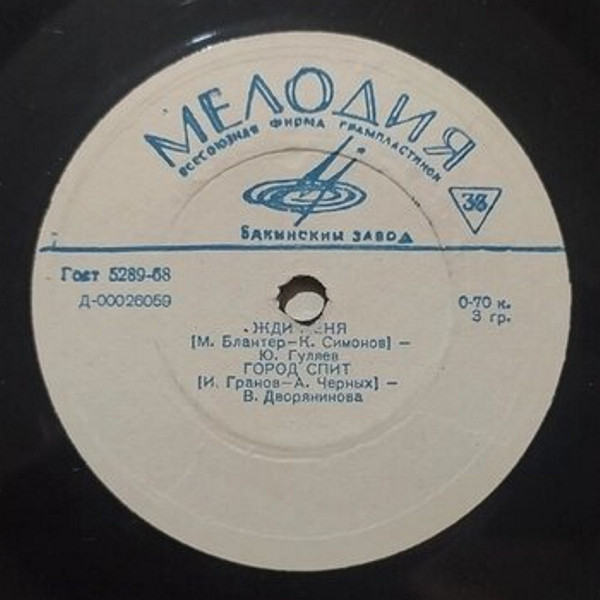 МЕЛОДИЯ
ВСЕСОЮЗНАЯ ФИРМА ГРАМПЛАСТИНОК
33
БАКИНСКИЙ ЗАВОД
Гост 5289-68
Д-00026059
0-70 к.
3 гр.
ЖДИ
[М. Блантер–К. Симонов] –
Ю. Гуляев
ГОРОД СПИТ
[И. Гранов–А. Черных] –
В. Дворянинова